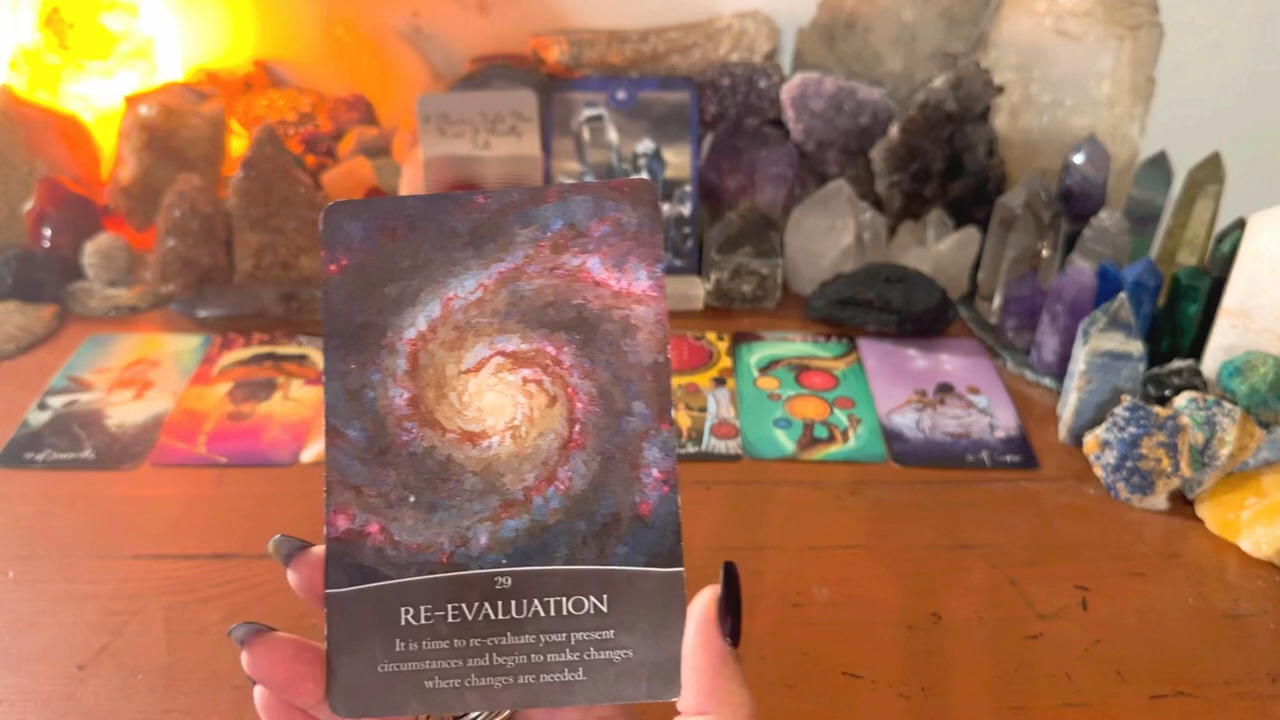 29
RE-EVALUATION
It is time to re-evaluate your present
circumstances and begin to make changes
where changes are needed.